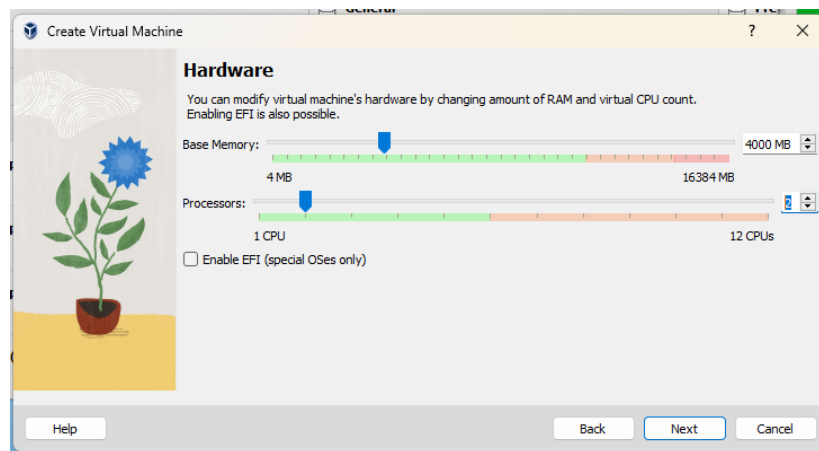 General
Create Virtual Machine
?
Hardware
You can modify virtual machine's hardware by changing amount of RAM and virtual CPU count.
Enabling EFI is also possible.
Base Memory: 4000 MB
4 MB 16384 MB
Processors: 2
1 CPU 12 CPUs
Enable EFI (special OSes only)
Help Back Next Cancel